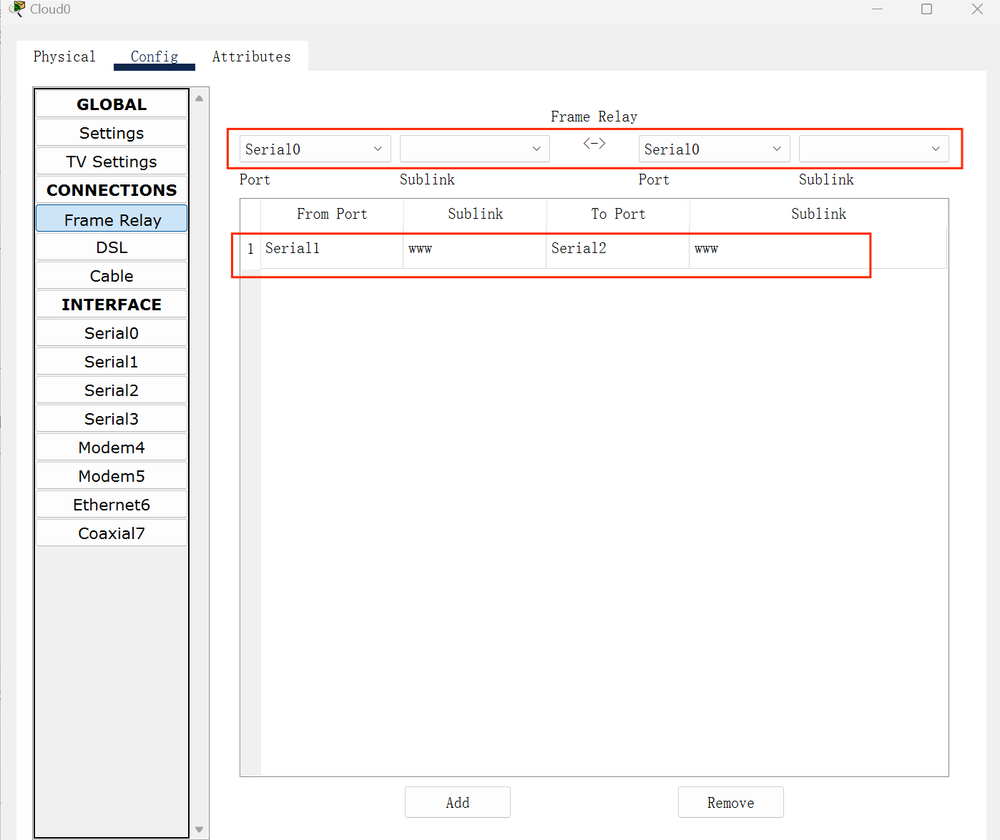 Cloud0
Physical Config Attributes
GLOBAL
Settings
TV Settings
CONNECTIONS
Frame Relay
DSL
Cable
INTERFACE
Serial0
Serial1
Serial2
Serial3
Modem4
Modem5
Ethernet6
Coaxial7
Frame Relay
Serial0 <-> Serial0
Port Sublink Port Sublink
From Port Sublink To Port Sublink
1 Serial1 www Serial2 www
Add Remove